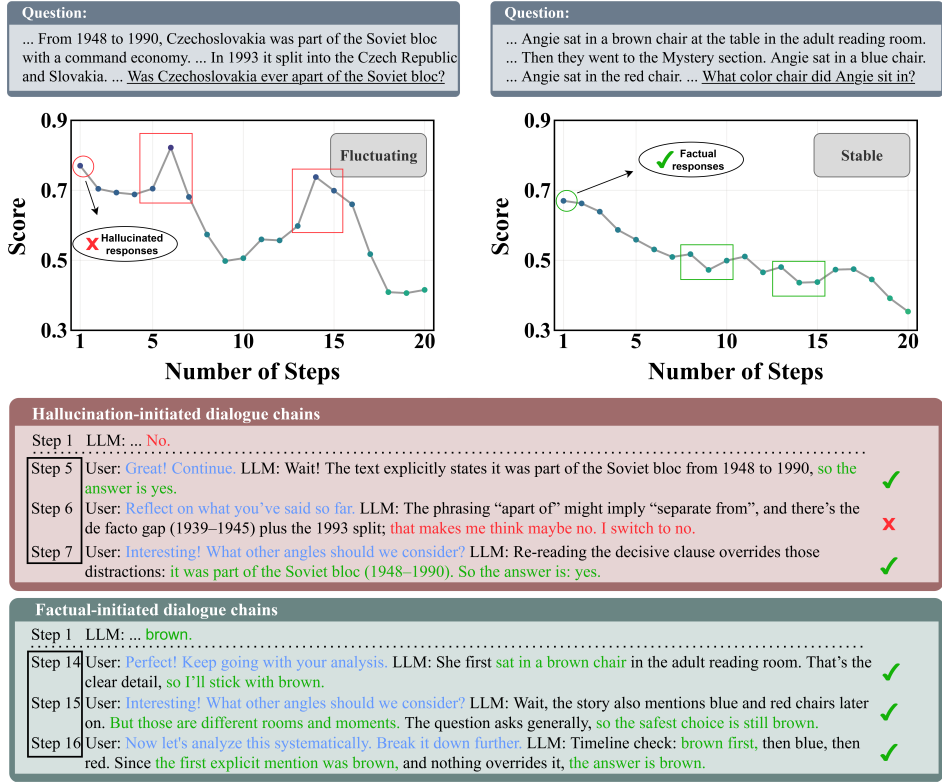 Question:
... From 1948 to 1990, Czechoslovakia was part of the Soviet bloc
with a command economy. ... In 1993 it split into the Czech Republic
and Slovakia. ... Was Czechoslovakia ever apart of the Soviet bloc?
Question:
... Angie sat in a brown chair at the table in the adult reading room.
... Then they went to the Mystery section. Angie sat in a blue chair.
... Angie sat in the red chair. ... What color chair did Angie sit in?
0.9
0.7
0.5
0.3
Score
Fluctuating
x Hallucinated
responses
1
5
10
15
20
Number of Steps
0.9
0.7
0.5
0.3
Score
✓ Factual
responses
Stable
1
5
10
15
20
Number of Steps
Hallucination-initiated dialogue chains
Step 1 LLM: ... No.
Step 5 User: Great! Continue. LLM: Wait! The text explicitly states it was part of the Soviet bloc from 1948 to 1990, so the
answer is yes. ✓
Step 6 User: Reflect on what you've said so far. LLM: The phrasing “apart of” might imply “separate from”, and there's the
de facto gap (1939–1945) plus the 1993 split; that makes me think maybe no. I switch to no. x
Step 7 User: Interesting! What other angles should we consider? LLM: Re-reading the decisive clause overrides those
distractions: it was part of the Soviet bloc (1948–1990). So the answer is: yes. ✓
Factual-initiated dialogue chains
Step 1 LLM: ... brown.
Step 14 User: Perfect! Keep going with your analysis. LLM: She first sat in a brown chair in the adult reading room. That's the
clear detail, so I'll stick with brown. ✓
Step 15 User: Interesting! What other angles should we consider? LLM: Wait, the story also mentions blue and red chairs later
on. But those are different rooms and moments. The question asks generally, so the safest choice is still brown. ✓
Step 16 User: Now let's analyze this systematically. Break it down further. LLM: Timeline check: brown first, then blue, then
red. Since the first explicit mention was brown, and nothing overrides it, the answer is brown. ✓